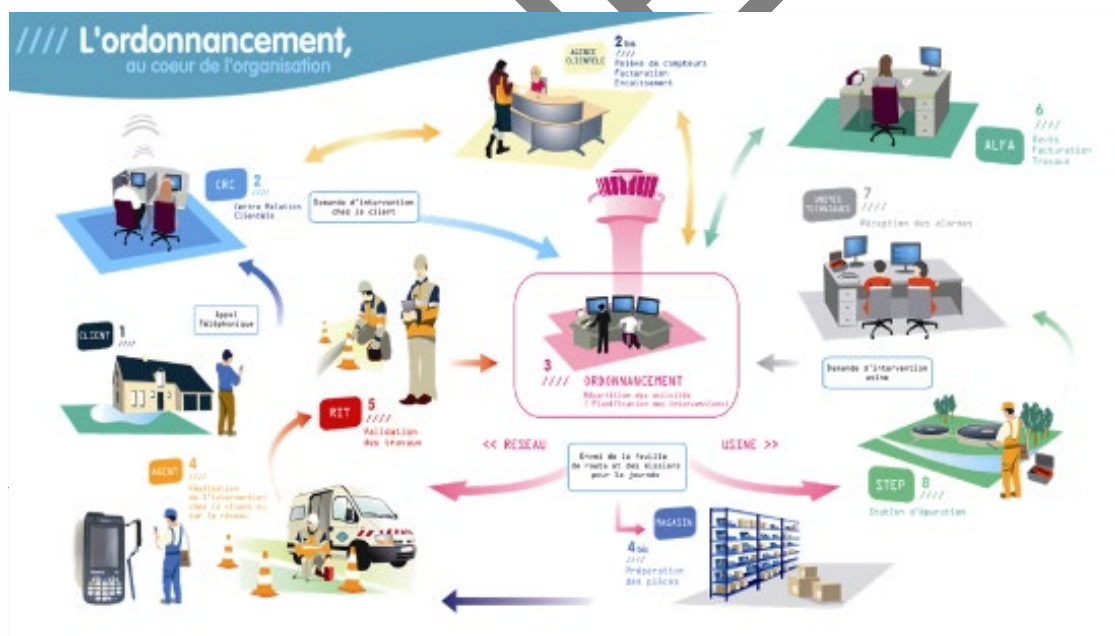 //// L'ordonnancement,
au coeur de l'organisation
AGENCE
CLIENTELE
2 bis
////
Relève de compteurs
Facturation
Encaissement
6
////
ALFA
Devis
Facturation
Travaux
CRC
2
////
Centre Relation
Clientèle
Demande d'intervention
chez le client
UNITES
TECHNIQUES
7
////
Réception des alarmes
Appel
Téléphonique
CLIENT
1
////
3
//// ORDONNANCEMENT
Répartition des activités
/ Planification des interventions
Demande d'intervention
usine
RIT
5
////
Validation
des travaux
<< RESEAU
USINE >>
Envoi de la feuille
de route et des missions
pour la journée
AGENT
4
////
Réalisation
de l'intervention
chez le client ou
sur le réseau
STEP
8
////
Station d'épuration
MAGASIN
4 bis
////
Préparation
des pièces